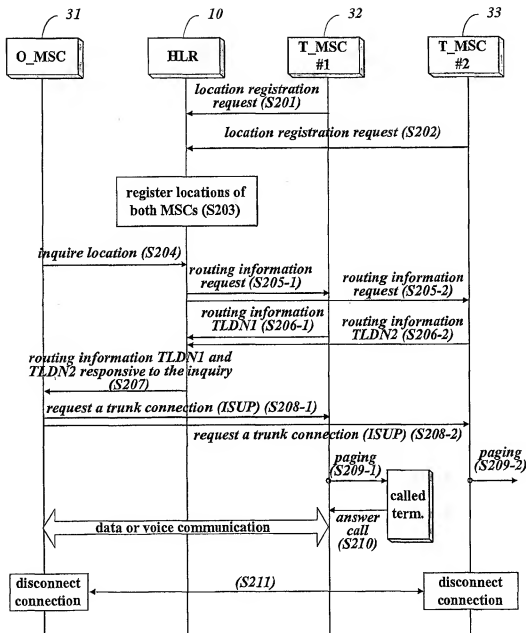 31
10
32
33
O_MSC
HLR
T_MSC
#1
T_MSC
#2
location registration
request (S201)
location registration request (S202)
register locations of
both MSCs (S203)
inquire location (S204)
routing information
request (S205-1)
routing information
request (S205-2)
routing information
TLDN1 (S206-1)
routing information
TLDN2 (S206-2)
routing information TLDN1 and
TLDN2 responsive to the inquiry
(S207)
request a trunk connection (ISUP) (S208-1)
request a trunk connection (ISUP) (S208-2)
paging
(S209-1)
paging
(S209-2)
called
term.
data or voice communication
answer
call
(S210)
disconnect
connection
(S211)
disconnect
connection